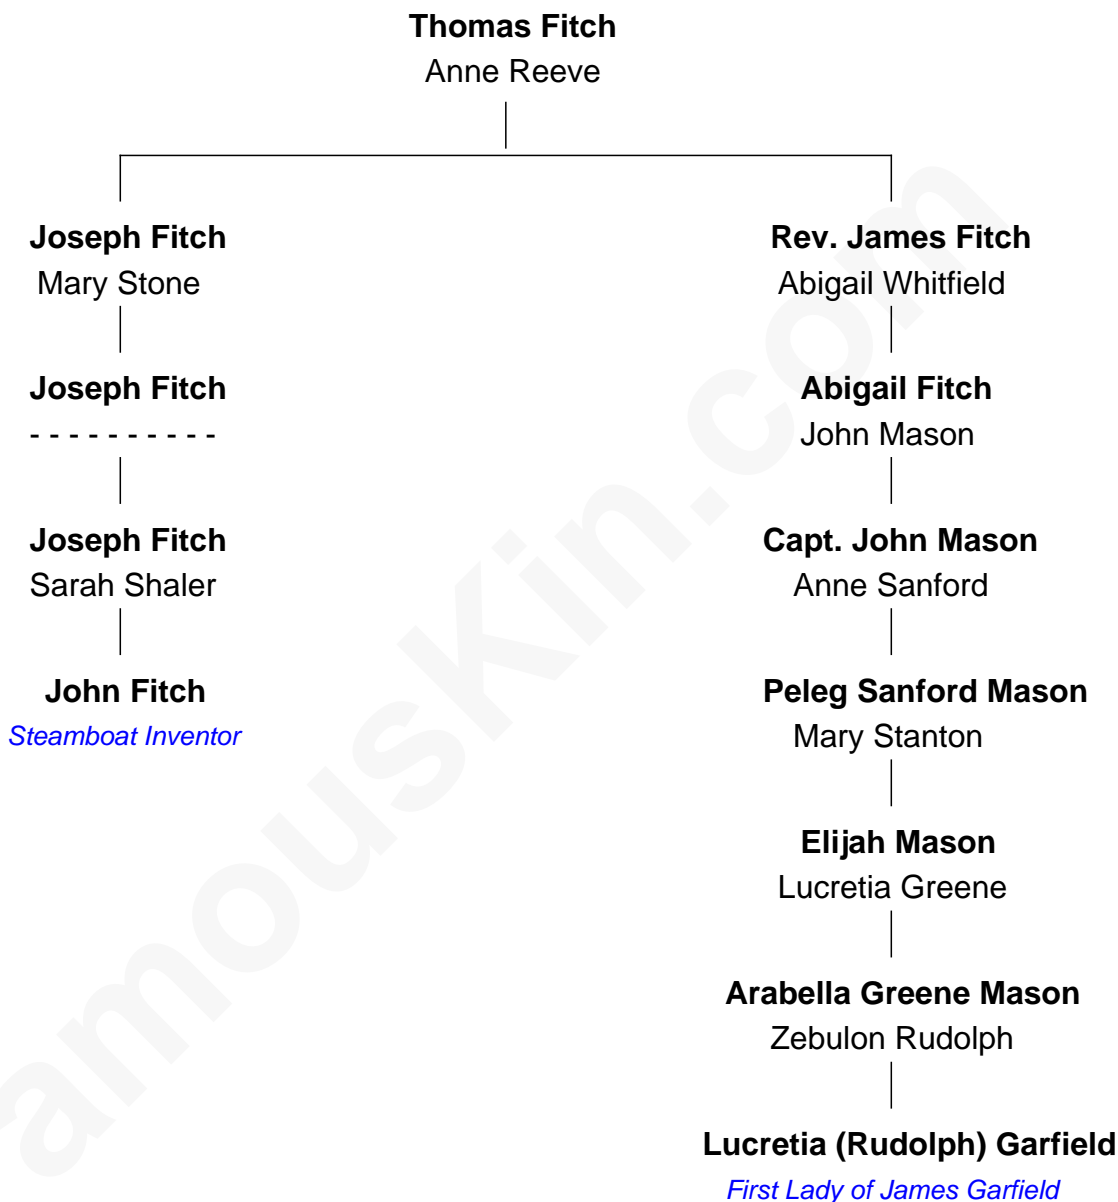 Thomas Fitch
Anne Reeve
Joseph Fitch
Mary Stone
Joseph Fitch
- - - - - - - - - -
Joseph Fitch
Sarah Shaler
John Fitch
Steamboat Inventor
Rev. James Fitch
Abigail Whitfield
Abigail Fitch
John Mason
Capt. John Mason
Anne Sanford
Peleg Sanford Mason
Mary Stanton
Elijah Mason
Lucretia Greene
Arabella Greene Mason
Zebulon Rudolph
Lucretia (Rudolph) Garfield
First Lady of James Garfield
amouskin.com